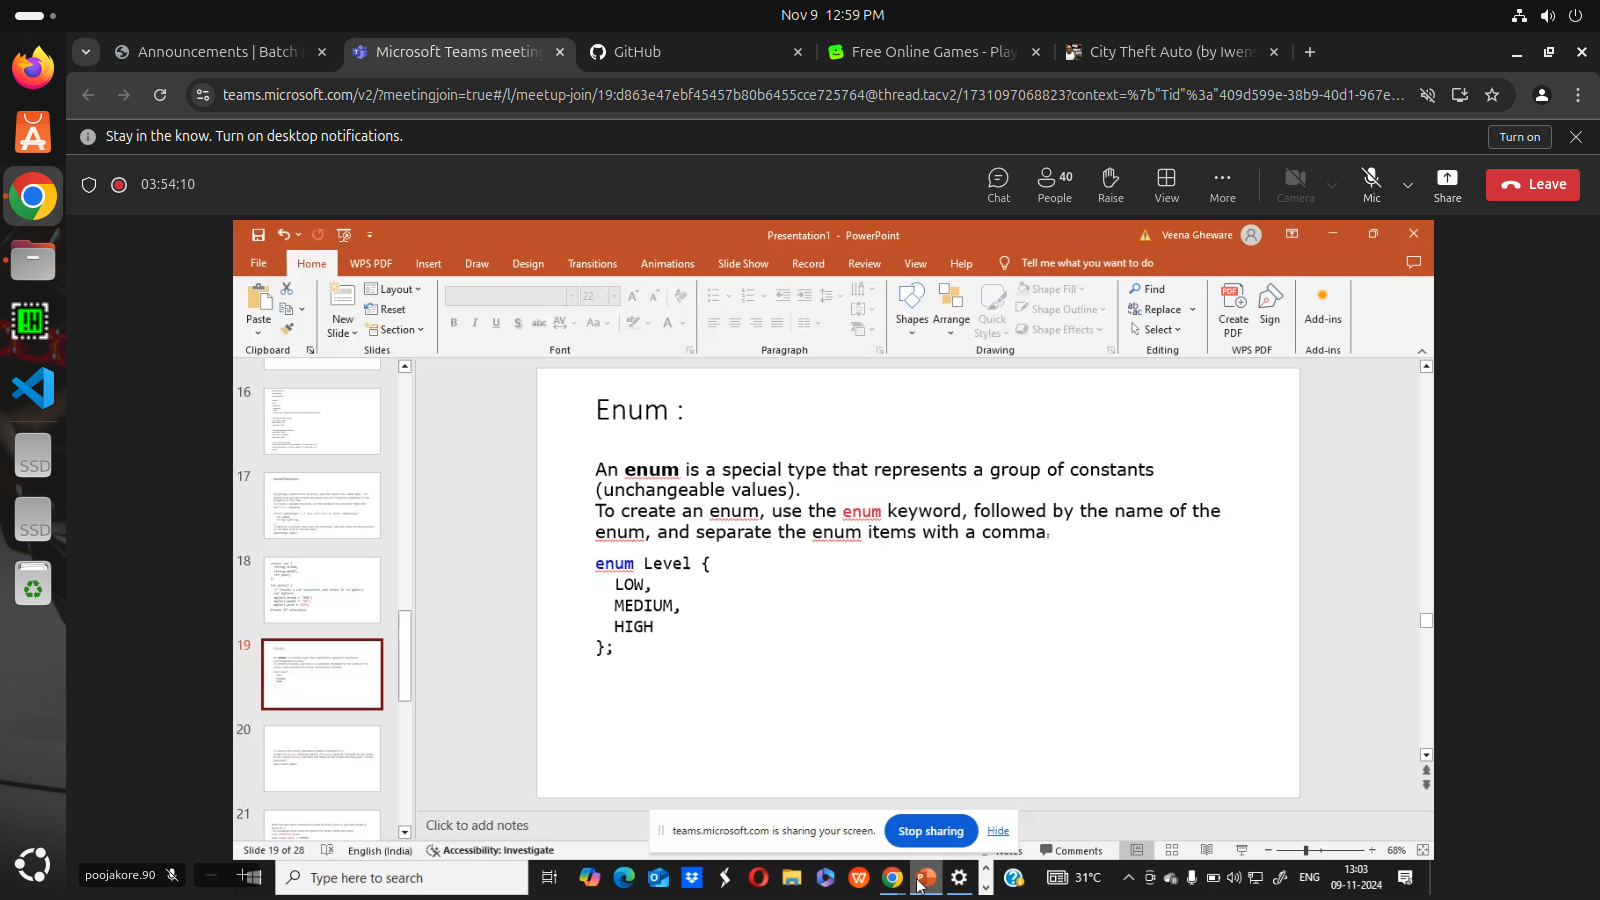 Nov 9 12:59 PM
Announcements | Batch
Microsoft Teams meeting
GitHub
Free Online Games - Play
City Theft Auto (by Iwens
teams.microsoft.com/v2/?meetingjoin=true#/l/meetup-join/19:d863e47ebf45457b80b6455cce725764@thread.tacv2/1731097068823?context=%7b"Tid"%3a"409d599e-38b9-40d1-967e...
Stay in the know. Turn on desktop notifications.
Turn on
03:54:10
Chat
People 40
Raise
View
More
Camera
Mic
Share
Leave
Presentation1 - PowerPoint
Veena Gheware
File Home WPS PDF Insert Draw Design Transitions Animations Slide Show Record Review View Help Tell me what you want to do
Paste
Clipboard
New
Slide
Layout
Reset
Section
Slides
22
B I U S abc AV Aa A
Font
Paragraph
Shapes
Arrange
Quick
Styles
Shape Fill
Shape Outline
Shape Effects
Drawing
Find
Replace
Select
Editing
Create
PDF
Sign
WPS PDF
Add-ins
Add-ins
16
17
18
19
20
21
Enum :
An enum is a special type that represents a group of constants
(unchangeable values).
To create an enum, use the enum keyword, followed by the name of the
enum, and separate the enum items with a comma:
enum Level {
LOW,
MEDIUM,
HIGH
};
Click to add notes
teams.microsoft.com is sharing your screen.
Stop sharing
Hide
Slide 19 of 28
English (India)
Accessibility: Investigate
Notes
Comments
68%
SSD
SSD
poojakore.90
Type here to search
31°C
ENG
13:03
09-11-2024